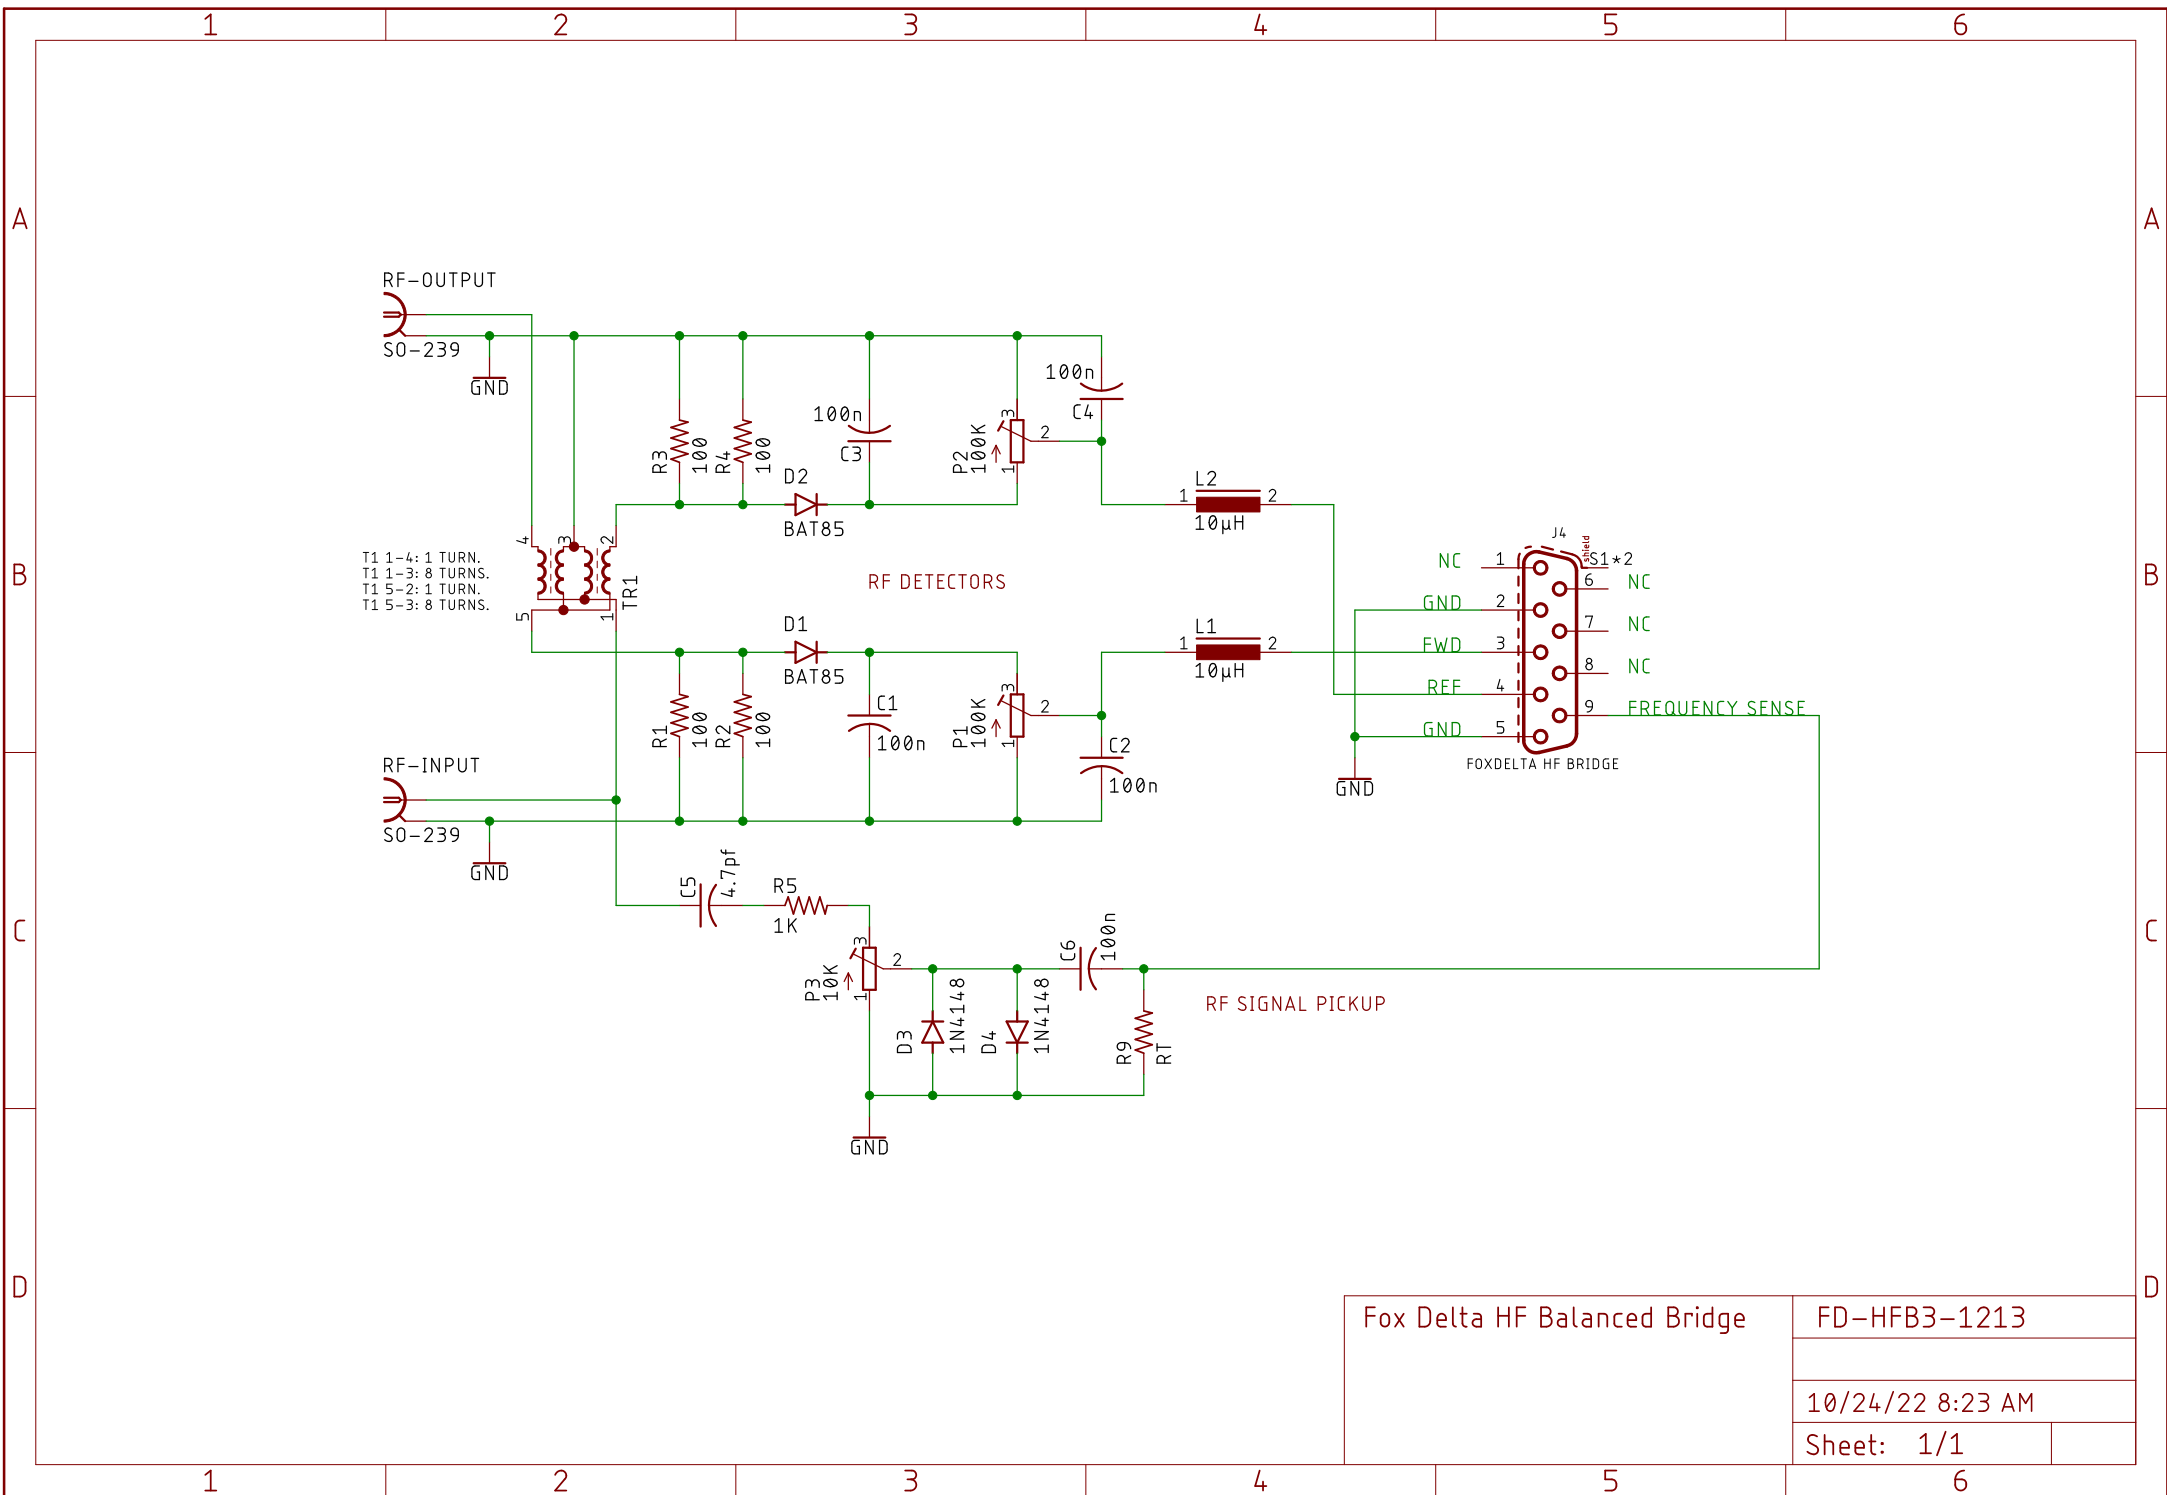 1 2 3 4 5 6
A A
RF-OUTPUT
SO-239
GND
100n
C4
100n
C3
R3
100
R4
100
P2
100K
3
2
1
D2
BAT85
L2
1 2
10µH
4 3 2
T1 1-4: 1 TURN.
T1 1-3: 8 TURNS.
T1 5-2: 1 TURN.
T1 5-3: 8 TURNS.
5 1
TR1
RF DETECTORS
B B
J4
shield
S1*2
NC 1
6 NC
GND 2
7 NC
FWD 3
8 NC
REF 4
9 FREQUENCY SENSE
GND 5
FOXDELTA HF BRIDGE
GND
D1
BAT85
L1
1 2
10µH
R1
100
R2
100
C1
100n
P1
100K
3
2
1
C2
100n
RF-INPUT
SO-239
GND
C5
4.7pf
R5
1K
C C
P3
10K
3
2
1
C6
100n
D3
1N4148
D4
1N4148
R9
RT
RF SIGNAL PICKUP
GND
D D
Fox Delta HF Balanced Bridge
FD-HFB3-1213
10/24/22 8:23 AM
Sheet: 1/1
1 2 3 4 5 6